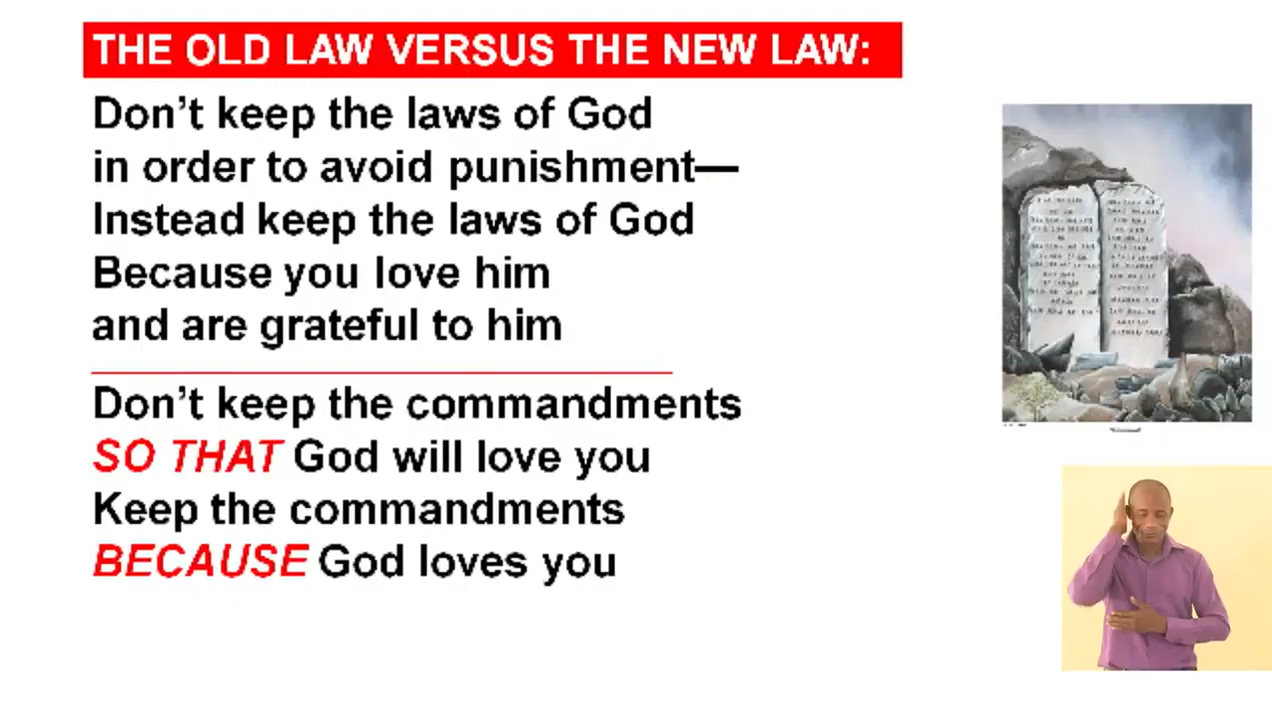 THE OLD LAW VERSUS THE NEW LAW:
Don't keep the laws of God
in order to avoid punishment—
Instead keep the laws of God
Because you love him
and are grateful to him
Don't keep the commandments
SO THAT God will love you
Keep the commandments
BECAUSE God loves you